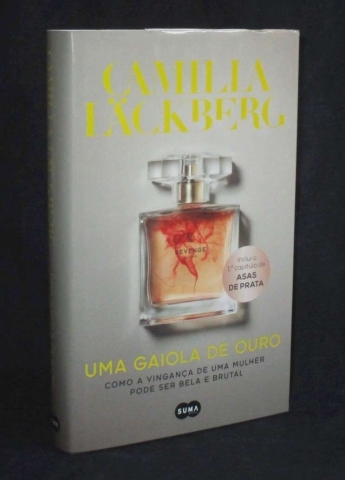 CAMILLA
LÄCKBERG
REVENGE
Inclui o
1.º capítulo de
ASAS
DE PRATA
UMA GAIOLA DE OURO
COMO A VINGANÇA DE UMA MULHER
PODE SER BELA E BRUTAL
SUMA